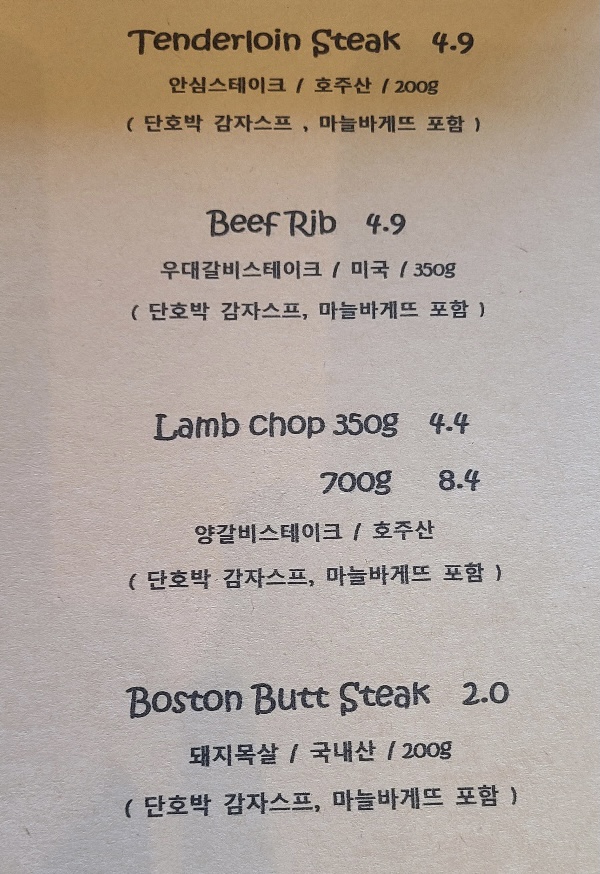 Tenderloin Steak 4.9
안심스테이크 / 호주산 / 200g
( 단호박 감자스프 , 마늘바게뜨 포함 )
Beef Rib 4.9
우대갈비스테이크 / 미국 / 350g
( 단호박 감자스프, 마늘바게뜨 포함 )
Lamb chop 350g 4.4
700g 8.4
양갈비스테이크 / 호주산
( 단호박 감자스프, 마늘바게뜨 포함 )
Boston Butt Steak 2.0
돼지목살 / 국내산 / 200g
( 단호박 감자스프, 마늘바게뜨 포함 )